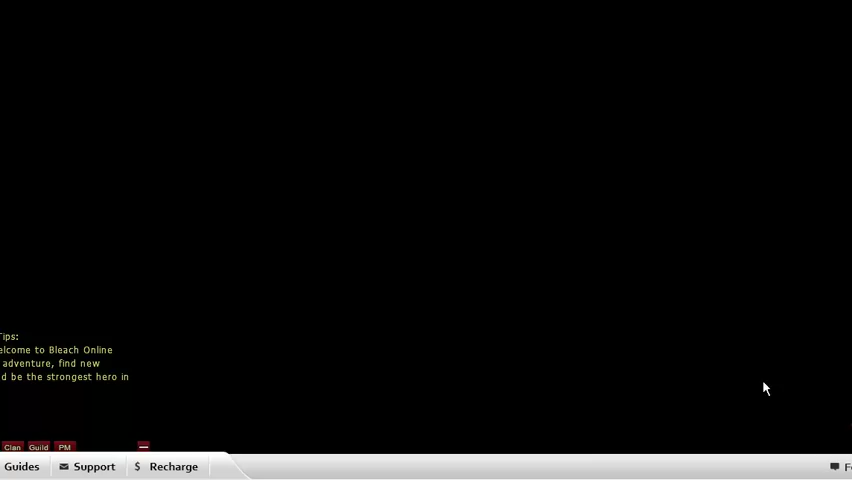 Tips:
elcome to Bleach Online
adventure, find new
d be the strongest hero in
Clan Guild PM
Guides Support $ Recharge